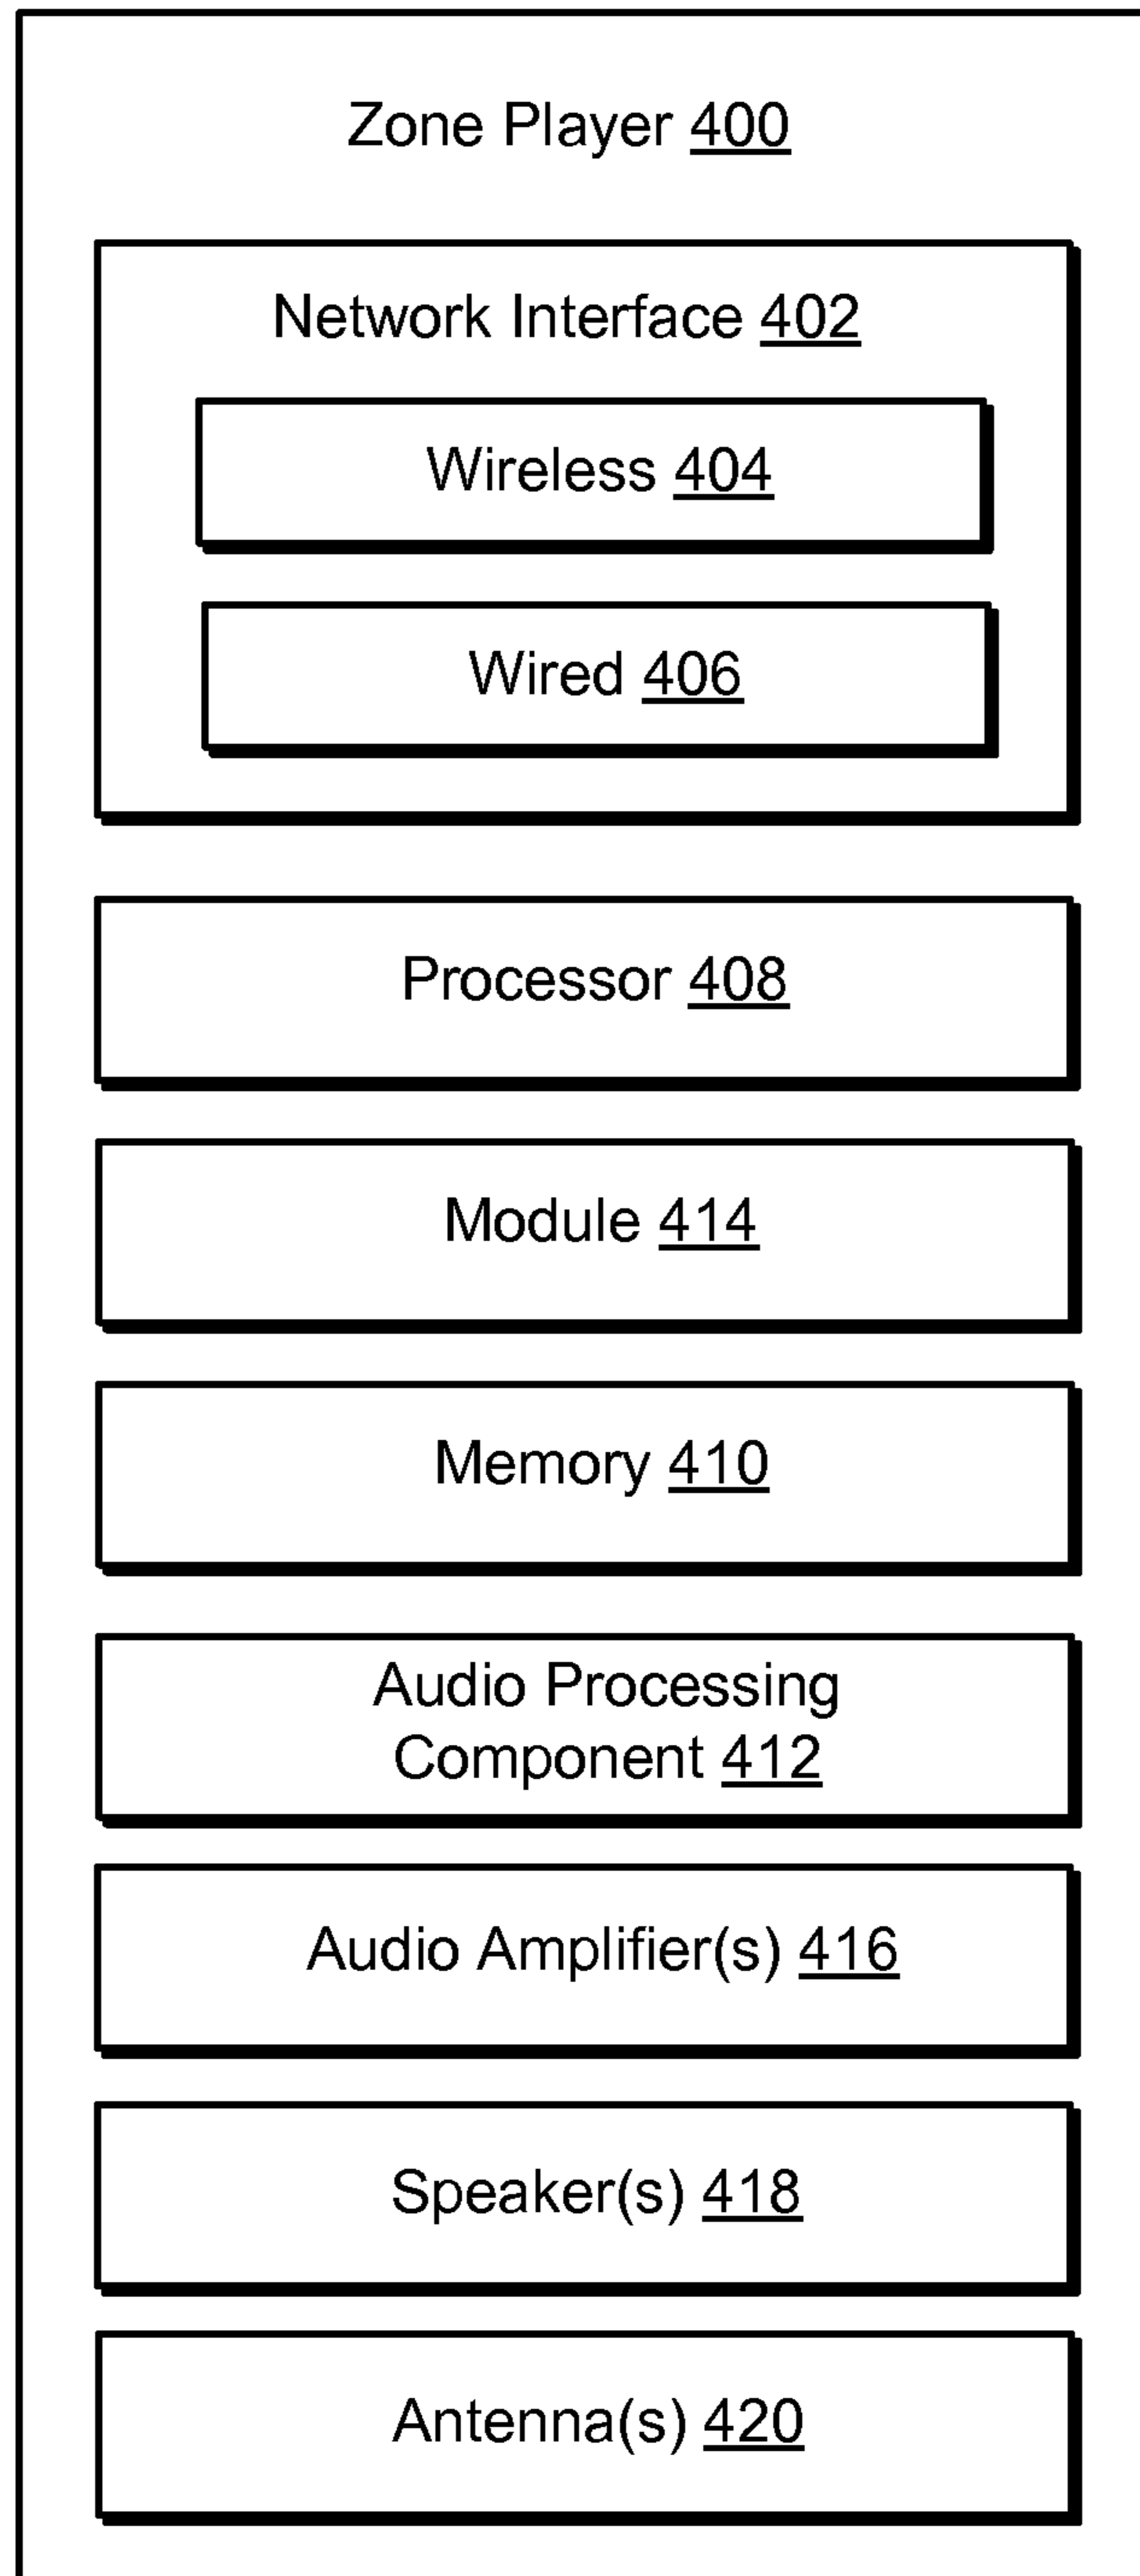 Zone Player 400
Network Interface 402
Wireless 404
Wired 406
Processor 408
Module 414
Memory 410
Audio Processing
Component 412
Audio Amplifier(s) 416
Speaker(s) 418
Antenna(s) 420